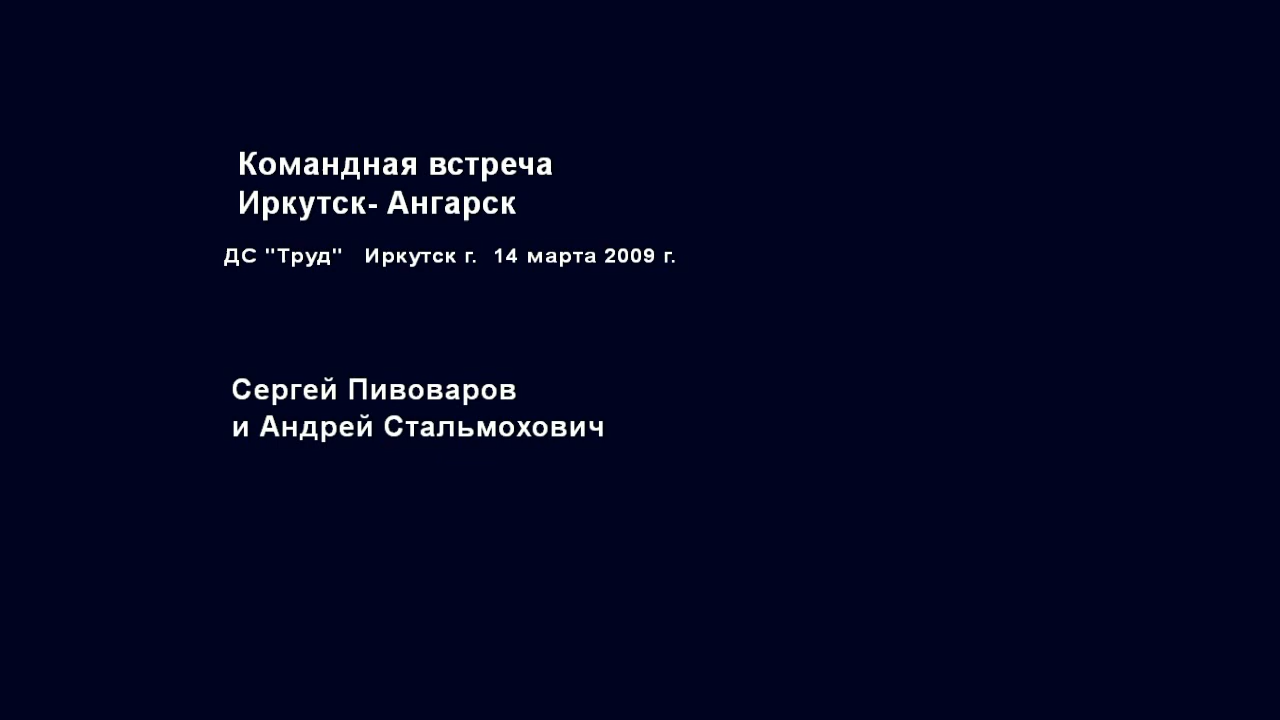 Командная встреча
Иркутск- Ангарск
ДС "Труд" Иркутск г. 14 марта 2009 г.
Сергей Пивоваров
и Андрей Стальмохович